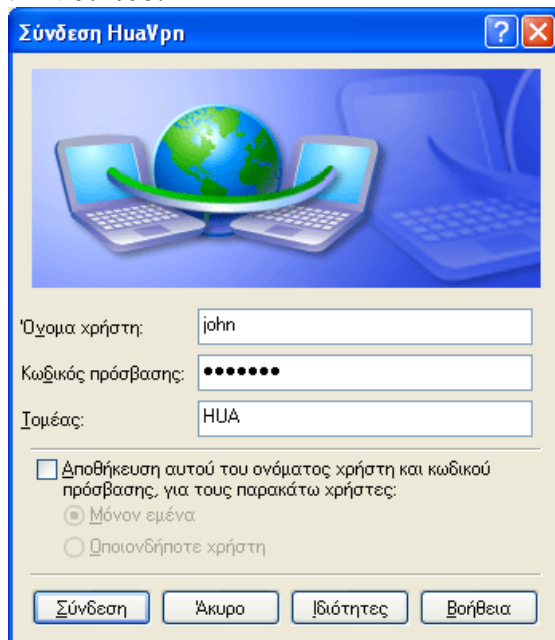 Σύνδεση HuaVpn
Όνομα χρήστη:
john
Κωδικός πρόσβασης:
•••••••
Τομέας:
HUA
Αποθήκευση αυτού του ονόματος χρήστη και κωδικού
πρόσβασης, για τους παρακάτω χρήστες:
Μόνον εμένα
Οποιονδήποτε χρήστη
Σύνδεση
Άκυρο
Ιδιότητες
Βοήθεια